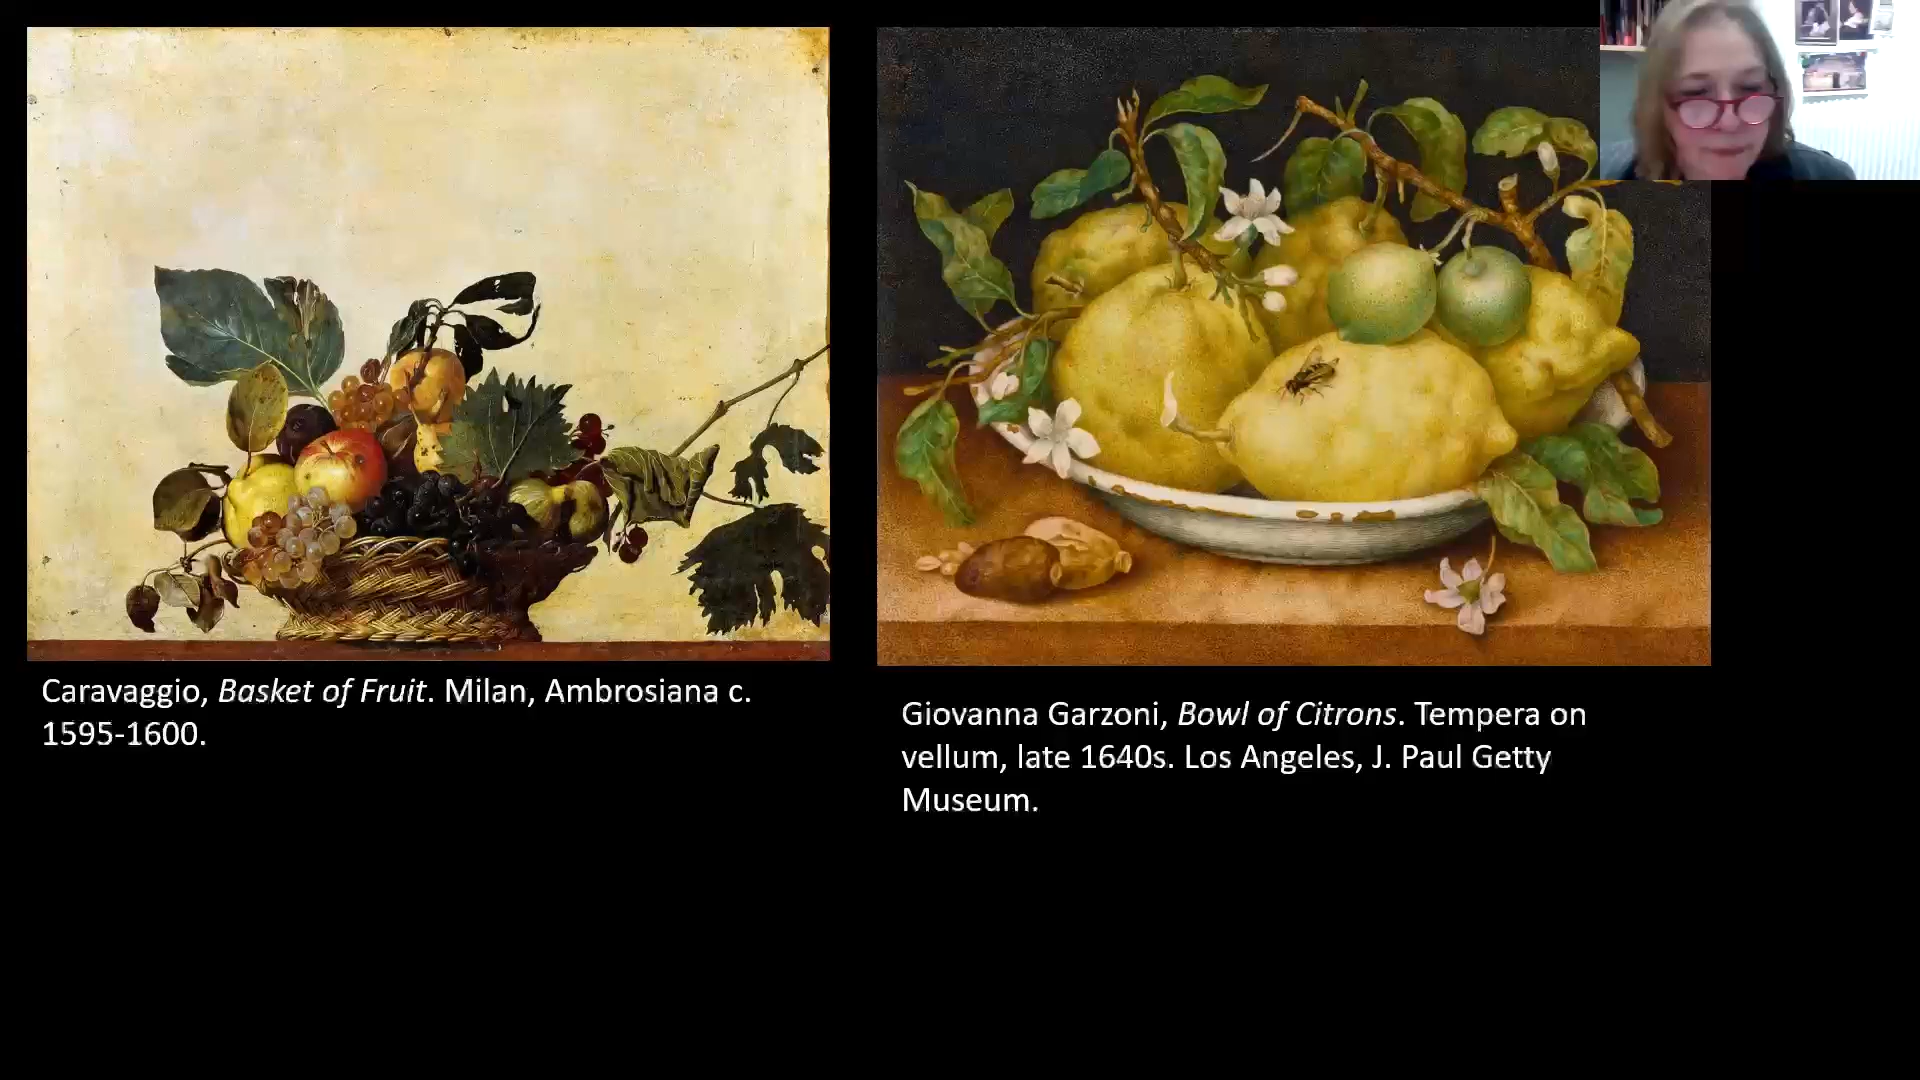 Caravaggio, Basket of Fruit. Milan, Ambrosiana c.
1595-1600.
Giovanna Garzoni, Bowl of Citrons. Tempera on
vellum, late 1640s. Los Angeles, J. Paul Getty
Museum.